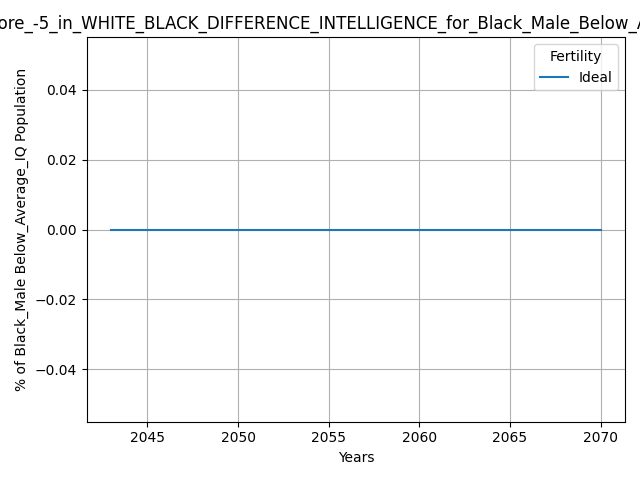 ore_-5_in_WHITE_BLACK_DIFFERENCE_INTELLIGENCE_for_Black_Male_Below_A
Fertility
Ideal
% of Black_Male Below_Average_IQ Population
0.04
0.02
0.00
−0.02
−0.04
2045 2050 2055 2060 2065 2070
Years